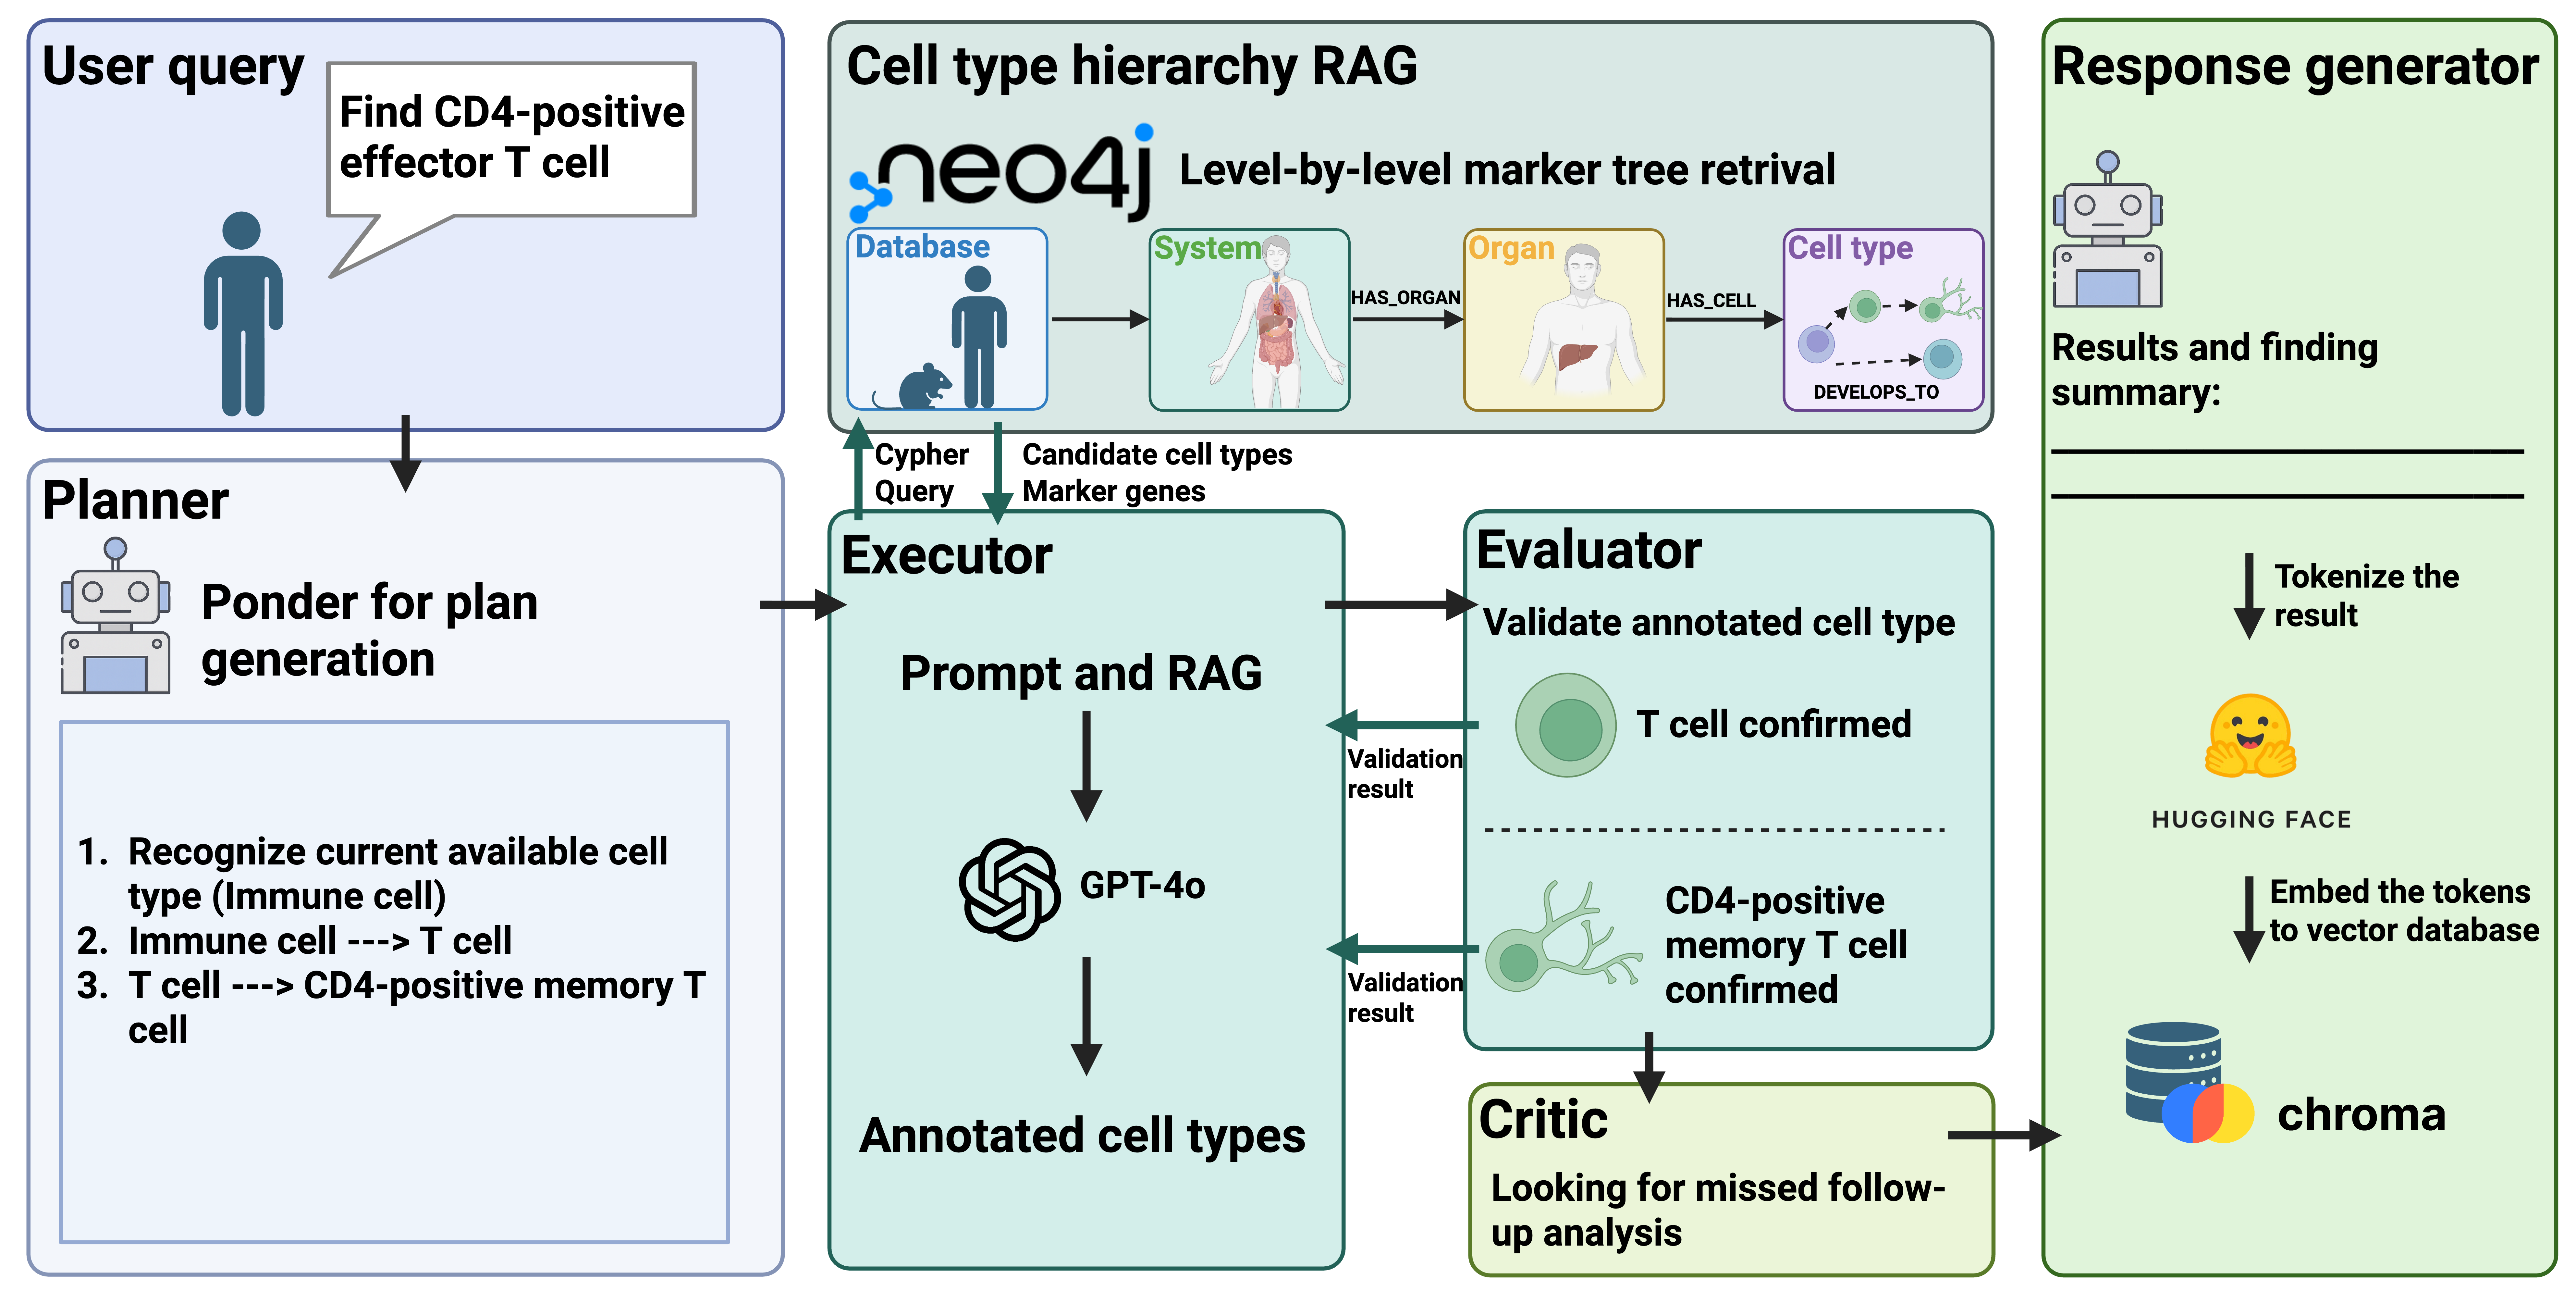 User query
Find CD4-positive
effector T cell
Planner
Ponder for plan
generation
1. Recognize current available cell
type (Immune cell)
2. Immune cell ---> T cell
3. T cell ---> CD4-positive memory T
cell
Cell type hierarchy RAG
neo4j
Level-by-level marker tree retrival
Database
System
HAS_ORGAN
Organ
HAS_CELL
Cell type
DEVELOPS_TO
Cypher
Query
Candidate cell types
Marker genes
Executor
Prompt and RAG
GPT-4o
Annotated cell types
Evaluator
Validate annotated cell type
T cell confirmed
Validation
result
CD4-positive
memory T cell
confirmed
Validation
result
Critic
Looking for missed follow-
up analysis
Response generator
Results and finding
summary:
Tokenize the
result
HUGGING FACE
Embed the tokens
to vector database
chroma